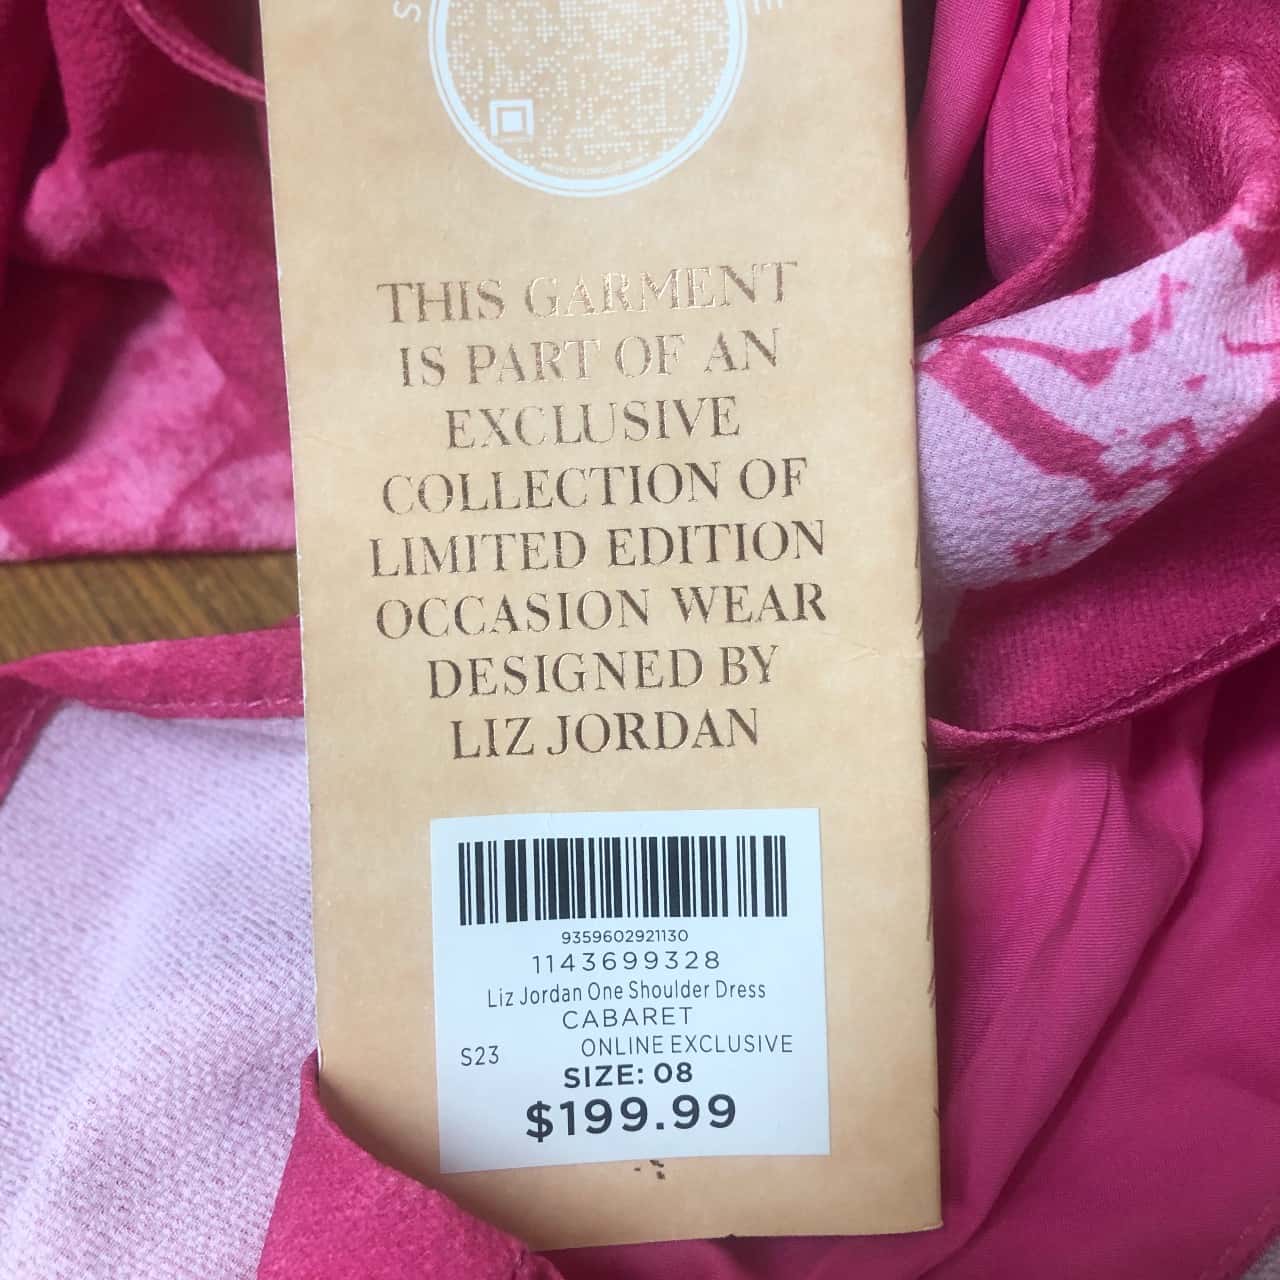 THIS GARMENT
IS PART OF AN
EXCLUSIVE
COLLECTION OF
LIMITED EDITION
OCCASION WEAR
DESIGNED BY
LIZ JORDAN
9359602921130
1143699328
Liz Jordan One Shoulder Dress
CABARET
S23 ONLINE EXCLUSIVE
SIZE: 08
$199.99